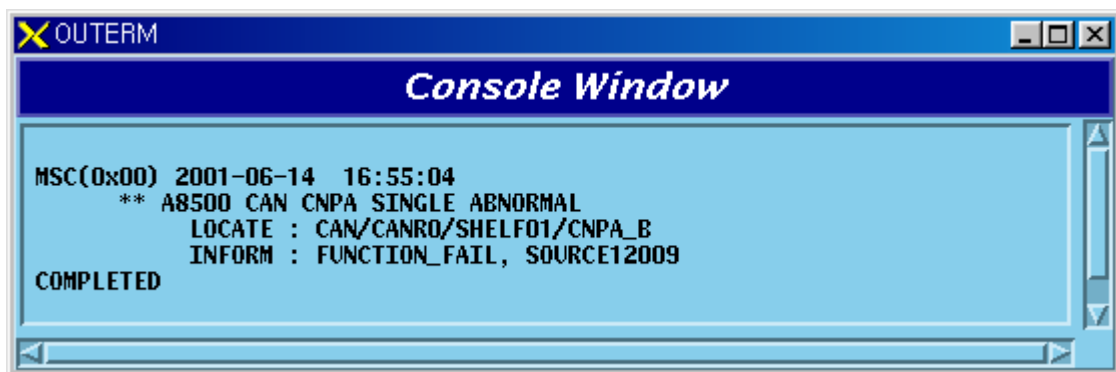 OUTERM
Console Window
MSC(0x00) 2001-06-14 16:55:04
** A8500 CAN CNPA SINGLE ABNORMAL
LOCATE : CAN/CANRO/SHELF01/CNPA_B
INFORM : FUNCTION_FAIL, SOURCE12009
COMPLETED